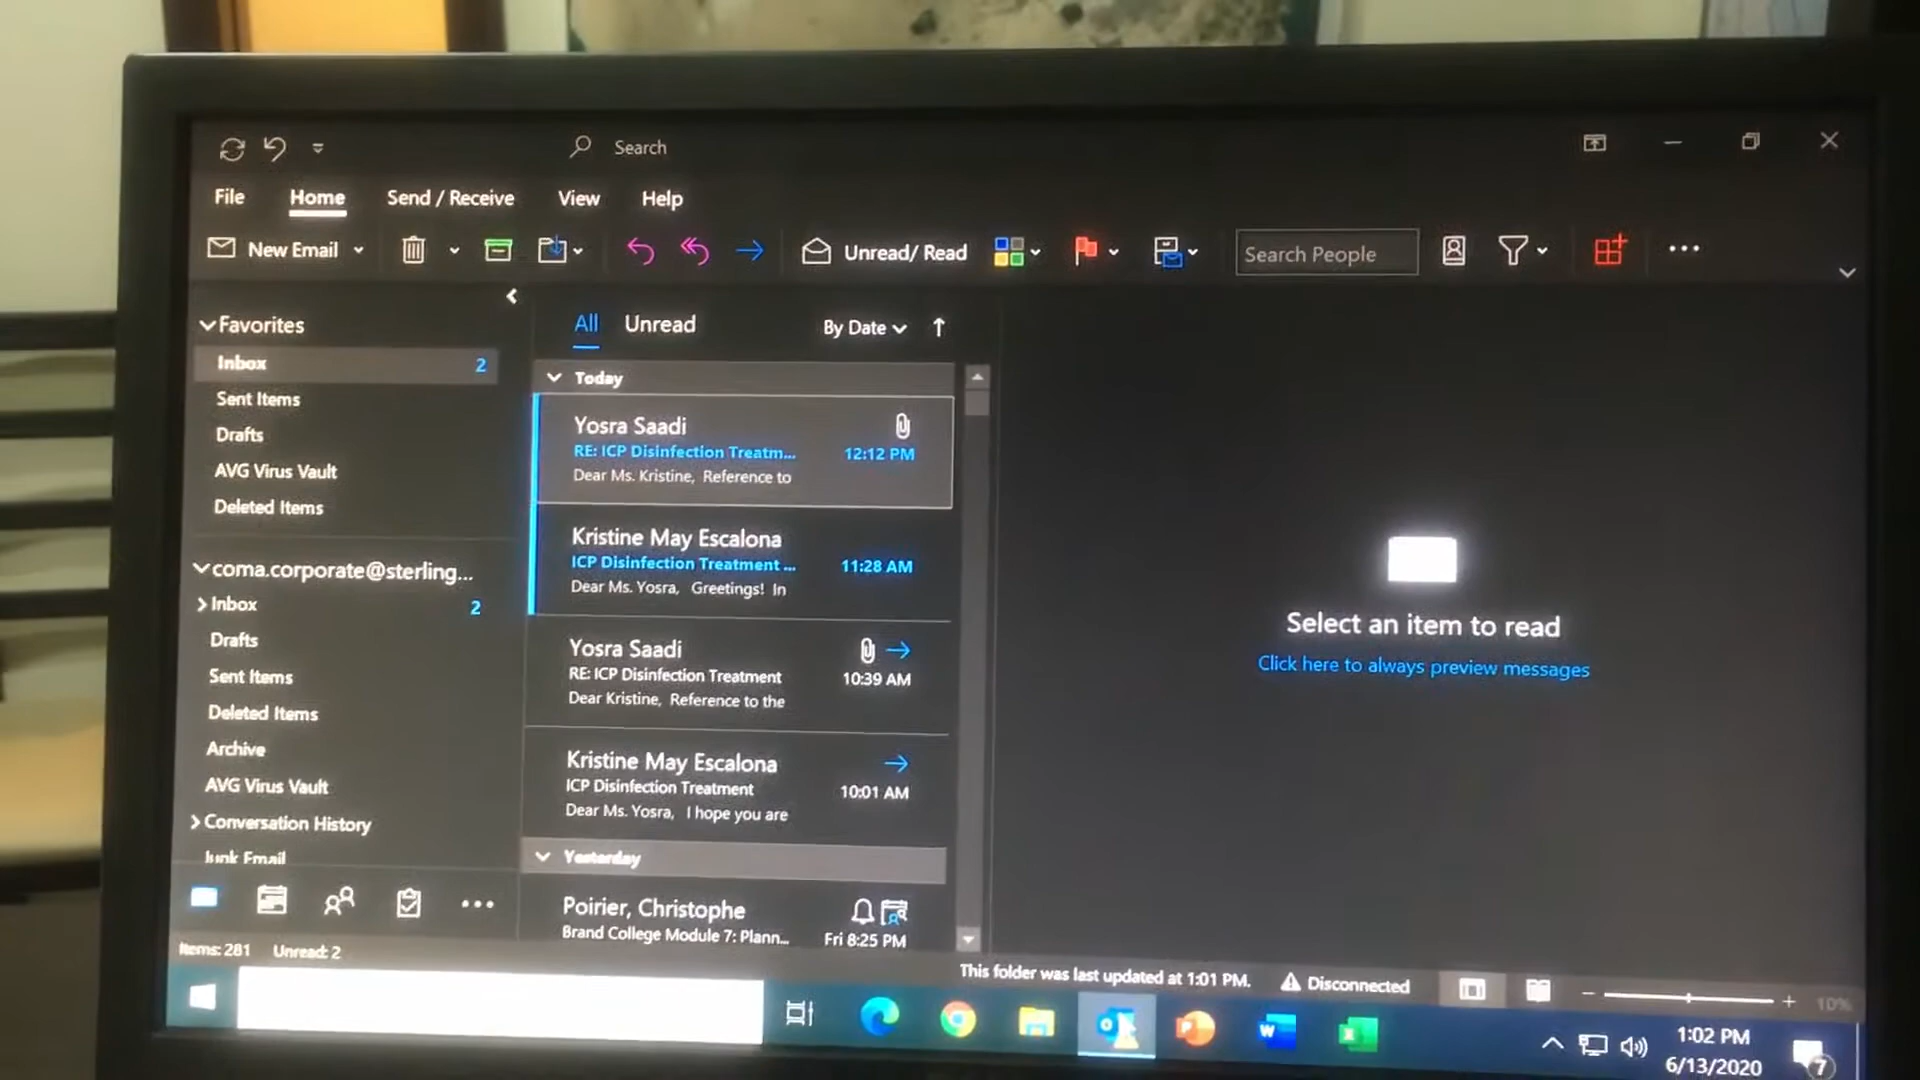 Search
File Home Send / Receive View Help
New Email Unread/ Read Search People
Favorites
Inbox 2
Sent Items
Drafts
AVG Virus Vault
Deleted Items
coma.corporate@sterling...
Inbox 2
Drafts
Sent Items
Deleted Items
Archive
AVG Virus Vault
Conversation History
Junk Email
Items: 281 Unread: 2
All Unread By Date
Today
Yosra Saadi
RE: ICP Disinfection Treatm... 12:12 PM
Dear Ms. Kristine, Reference to
Kristine May Escalona
ICP Disinfection Treatment ... 11:28 AM
Dear Ms. Yosra, Greetings! In
Yosra Saadi
RE: ICP Disinfection Treatment 10:39 AM
Dear Kristine, Reference to the
Kristine May Escalona
ICP Disinfection Treatment 10:01 AM
Dear Ms. Yosra, I hope you are
Yesterday
Poirier, Christophe
Brand College Module 7: Plann... Fri 8:25 PM
Select an item to read
Click here to always preview messages
This folder was last updated at 1:01 PM. Disconnected 10%
1:02 PM
6/13/2020
7